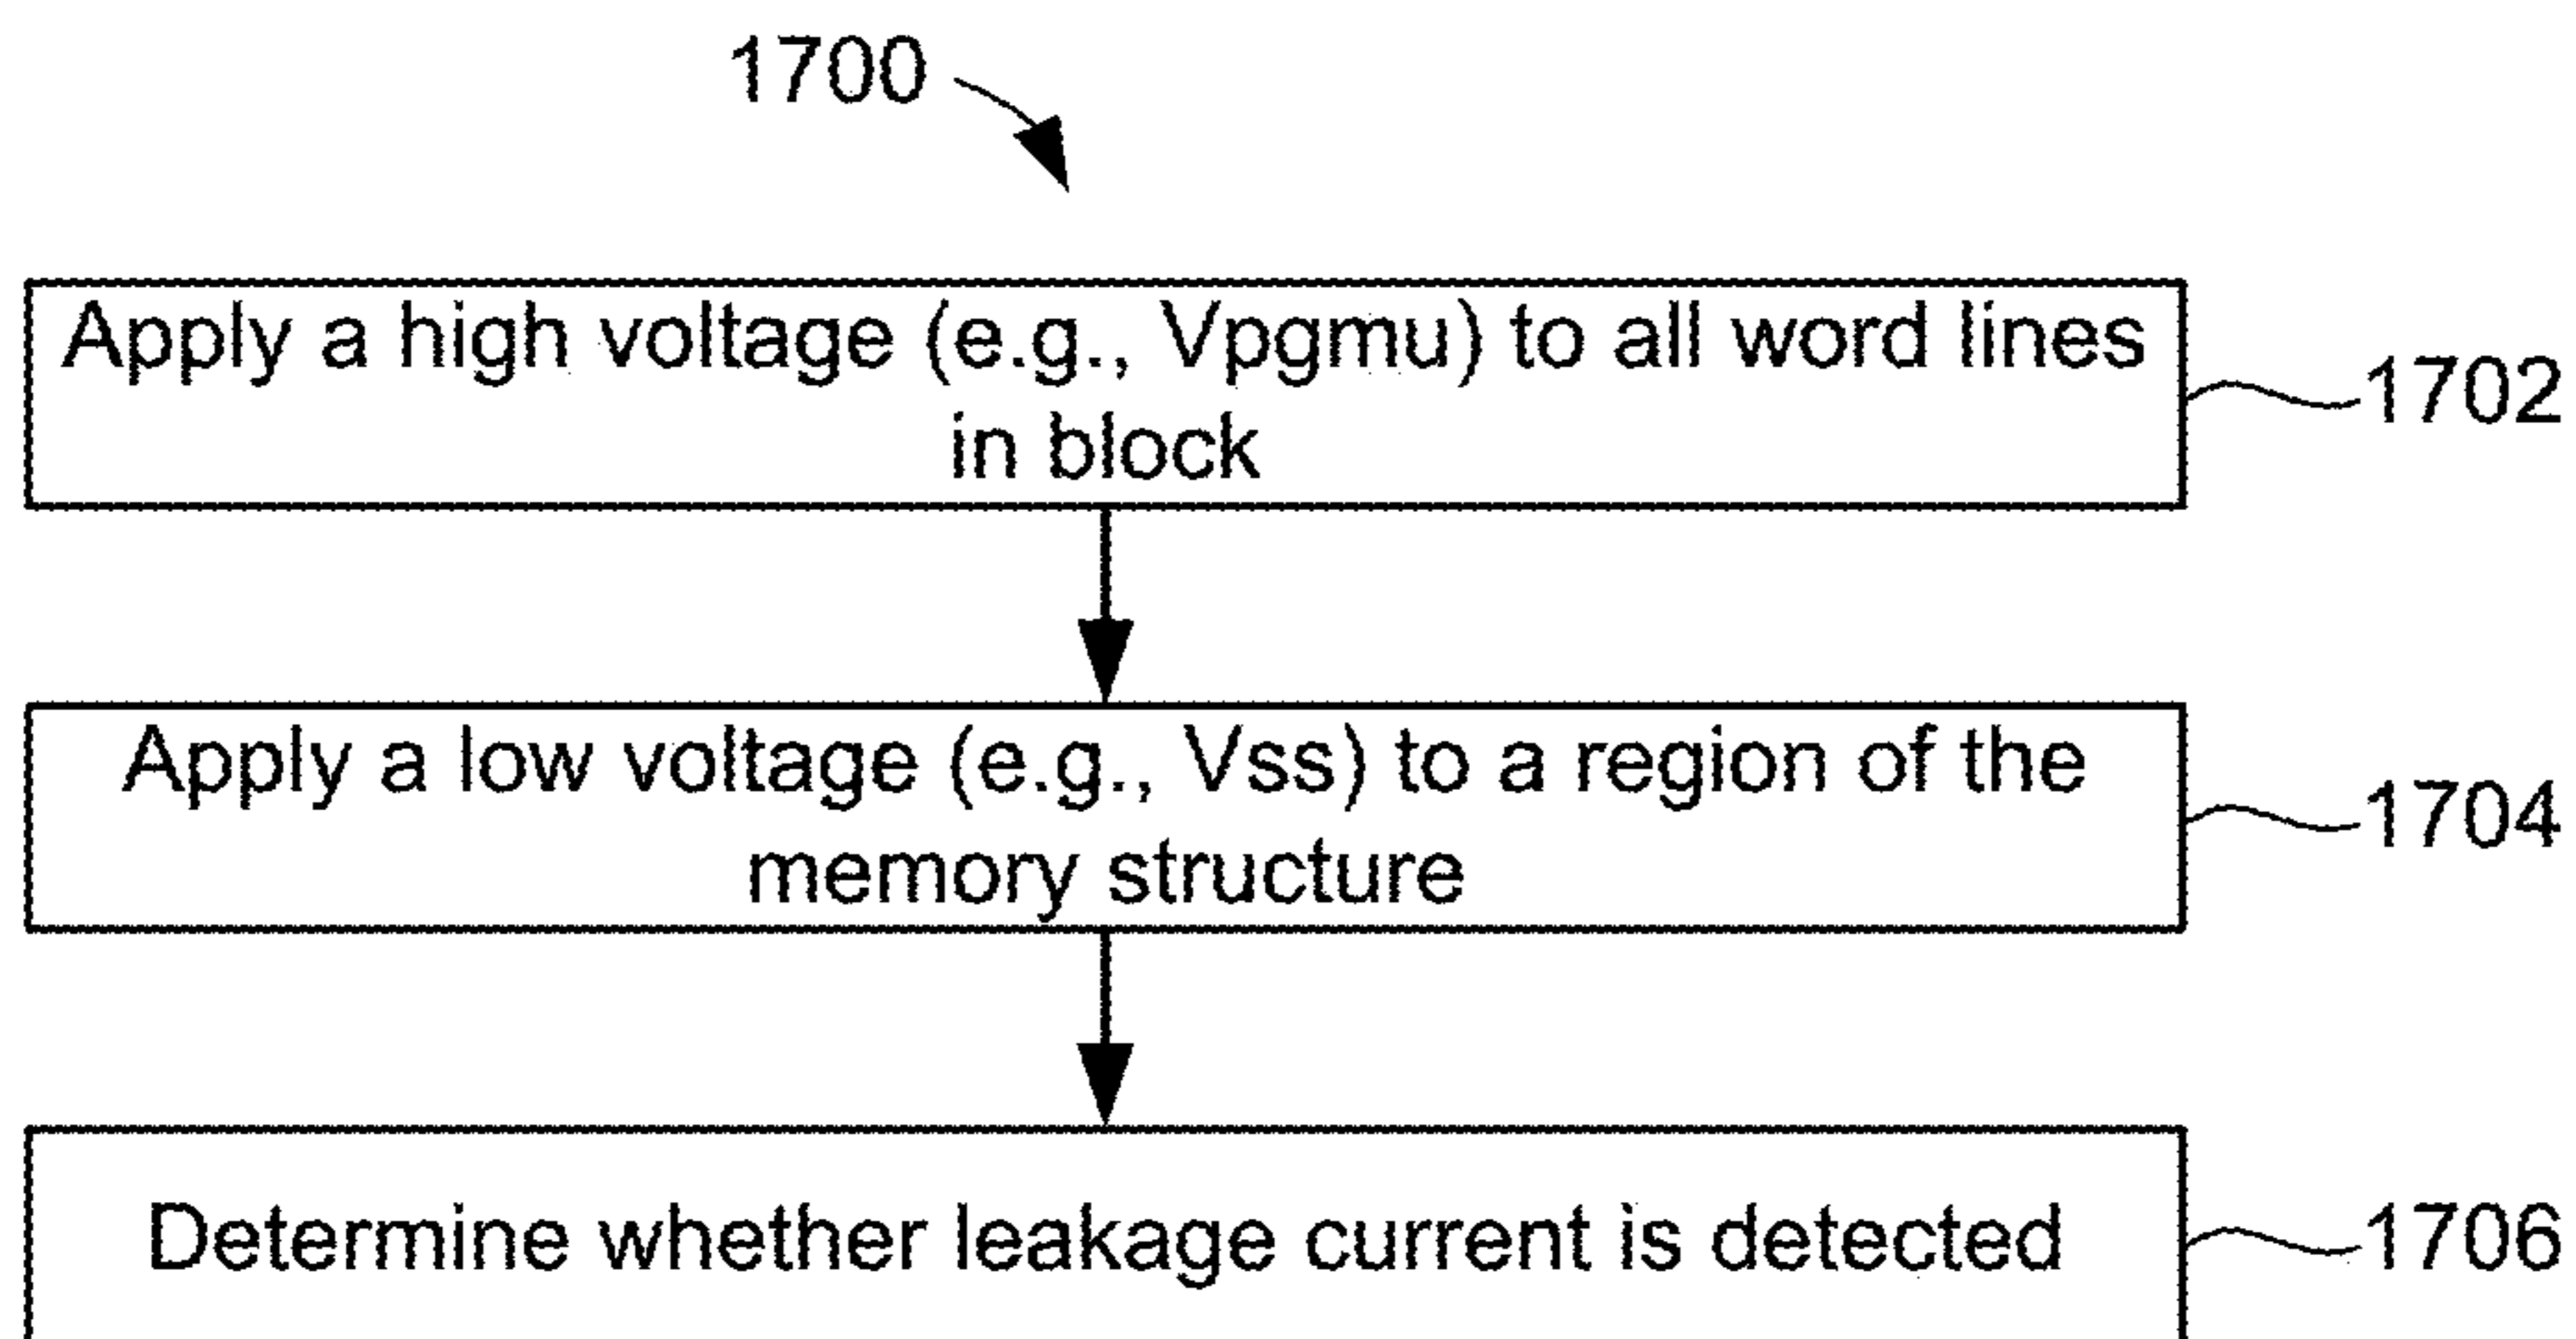 1700
Apply a high voltage (e.g., Vpgmu) to all word lines
in block
1702
Apply a low voltage (e.g., Vss) to a region of the
memory structure
1704
Determine whether leakage current is detected
1706